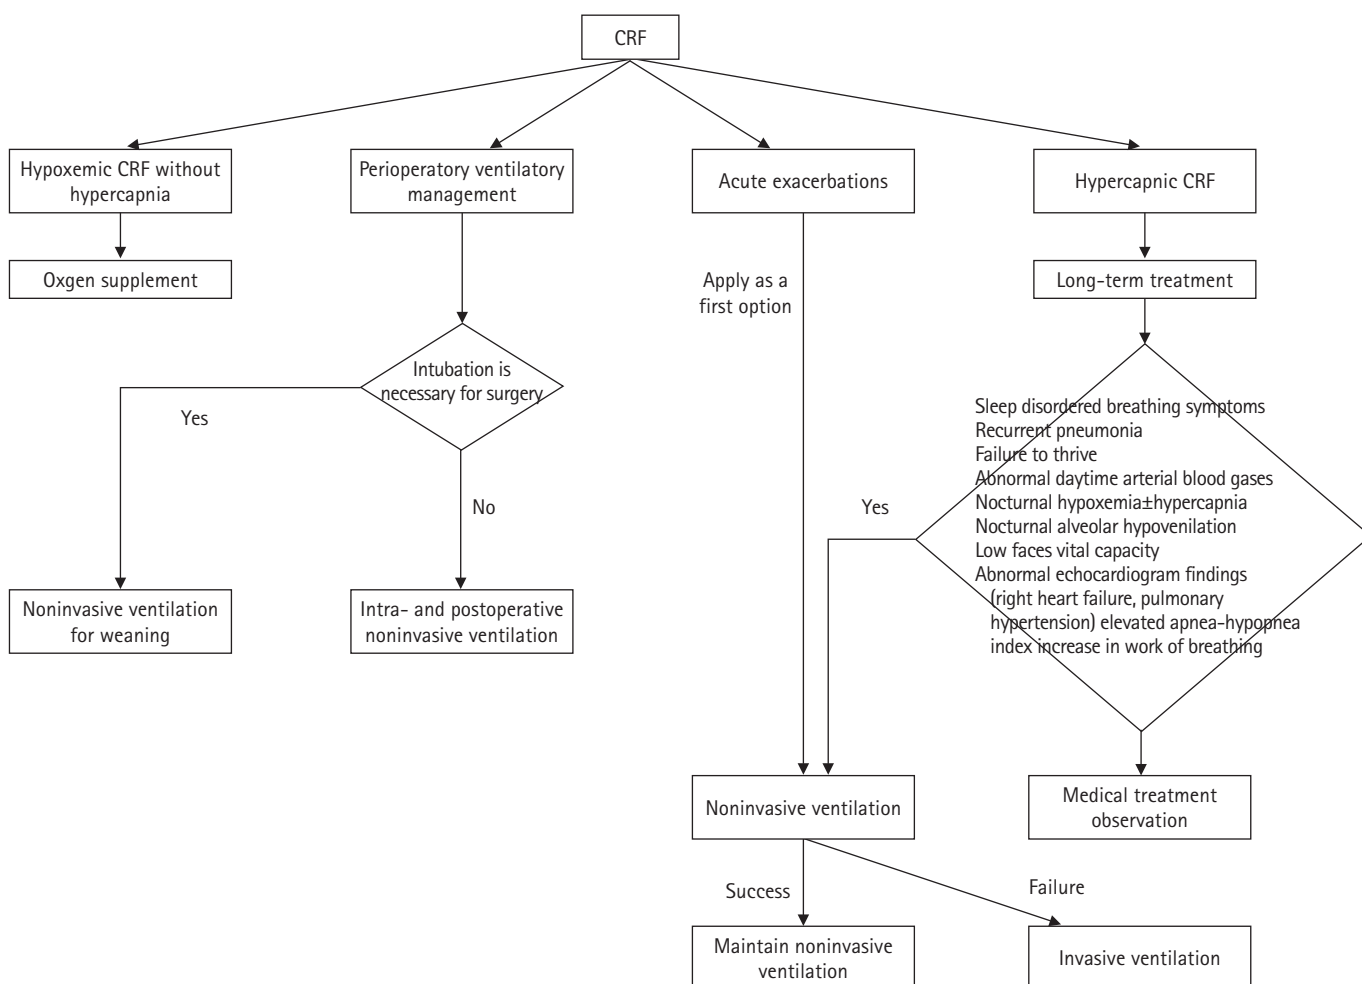 CRF
Hypoxemic CRF without
hypercapnia
Perioperatory ventilatory
management
Acute exacerbations
Hypercapnic CRF
Oxgen supplement
Apply as a
first option
Long-term treatment
Intubation is
necessary for surgery
Yes
No
Sleep disordered breathing symptoms
Recurrent pneumonia
Failure to thrive
Abnormal daytime arterial blood gases
Nocturnal hypoxemia±hypercapnia
Nocturnal alveolar hypovenilation
Low faces vital capacity
Abnormal echocardiogram findings
(right heart failure, pulmonary
hypertension) elevated apnea-hypopnea
index increase in work of breathing
Yes
Noninvasive ventilation
for weaning
Intra- and postoperative
noninvasive ventilation
Noninvasive ventilation
Medical treatment
observation
Success
Failure
Maintain noninvasive
ventilation
Invasive ventilation